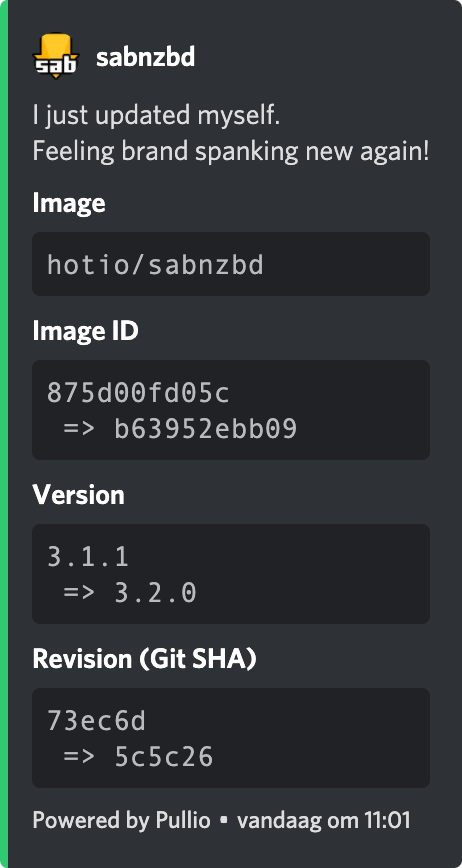 sab
sabnzbd
I just updated myself.
Feeling brand spanking new again!
Image
hotio/sabnzbd
Image ID
875d00fd05c
=> b63952ebb09
Version
3.1.1
=> 3.2.0
Revision (Git SHA)
73ec6d
=> 5c5c26
Powered by Pullio • vandaag om 11:01